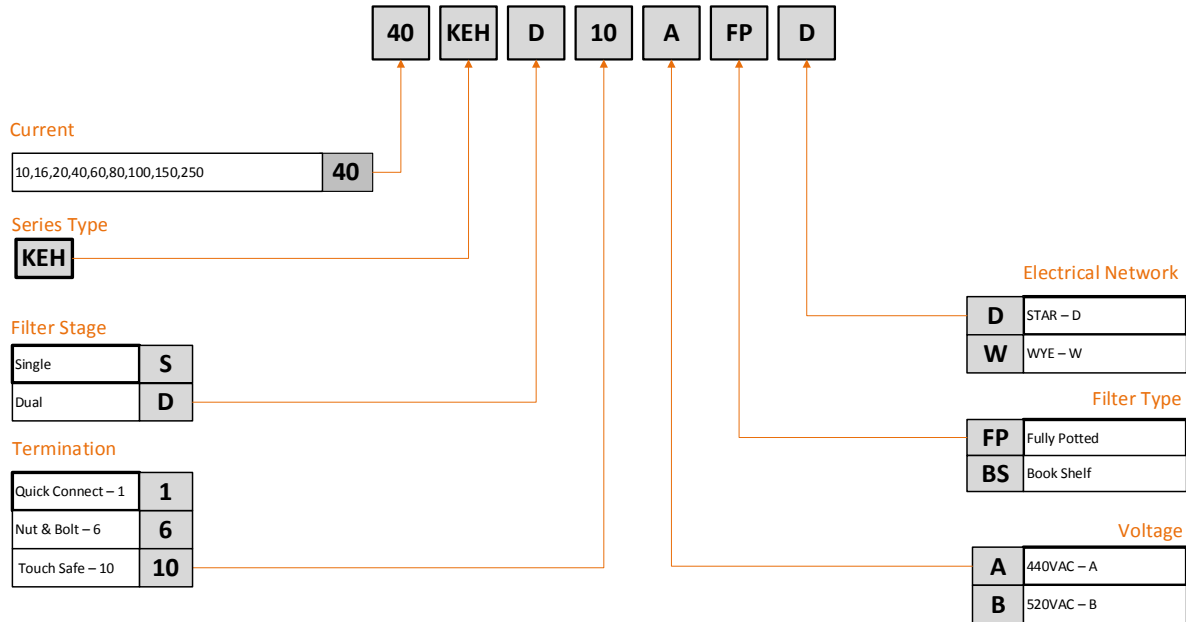 40 KEH D 10 A FP D
Current
10,16,20,40,60,80,100,150,250 40
Series Type
KEH
Filter Stage
Single S
Dual D
Termination
Quick Connect – 1 1
Nut & Bolt – 6 6
Touch Safe – 10 10
Electrical Network
D STAR – D
W WYE – W
Filter Type
FP Fully Potted
BS Book Shelf
Voltage
A 440VAC – A
B 520VAC – B